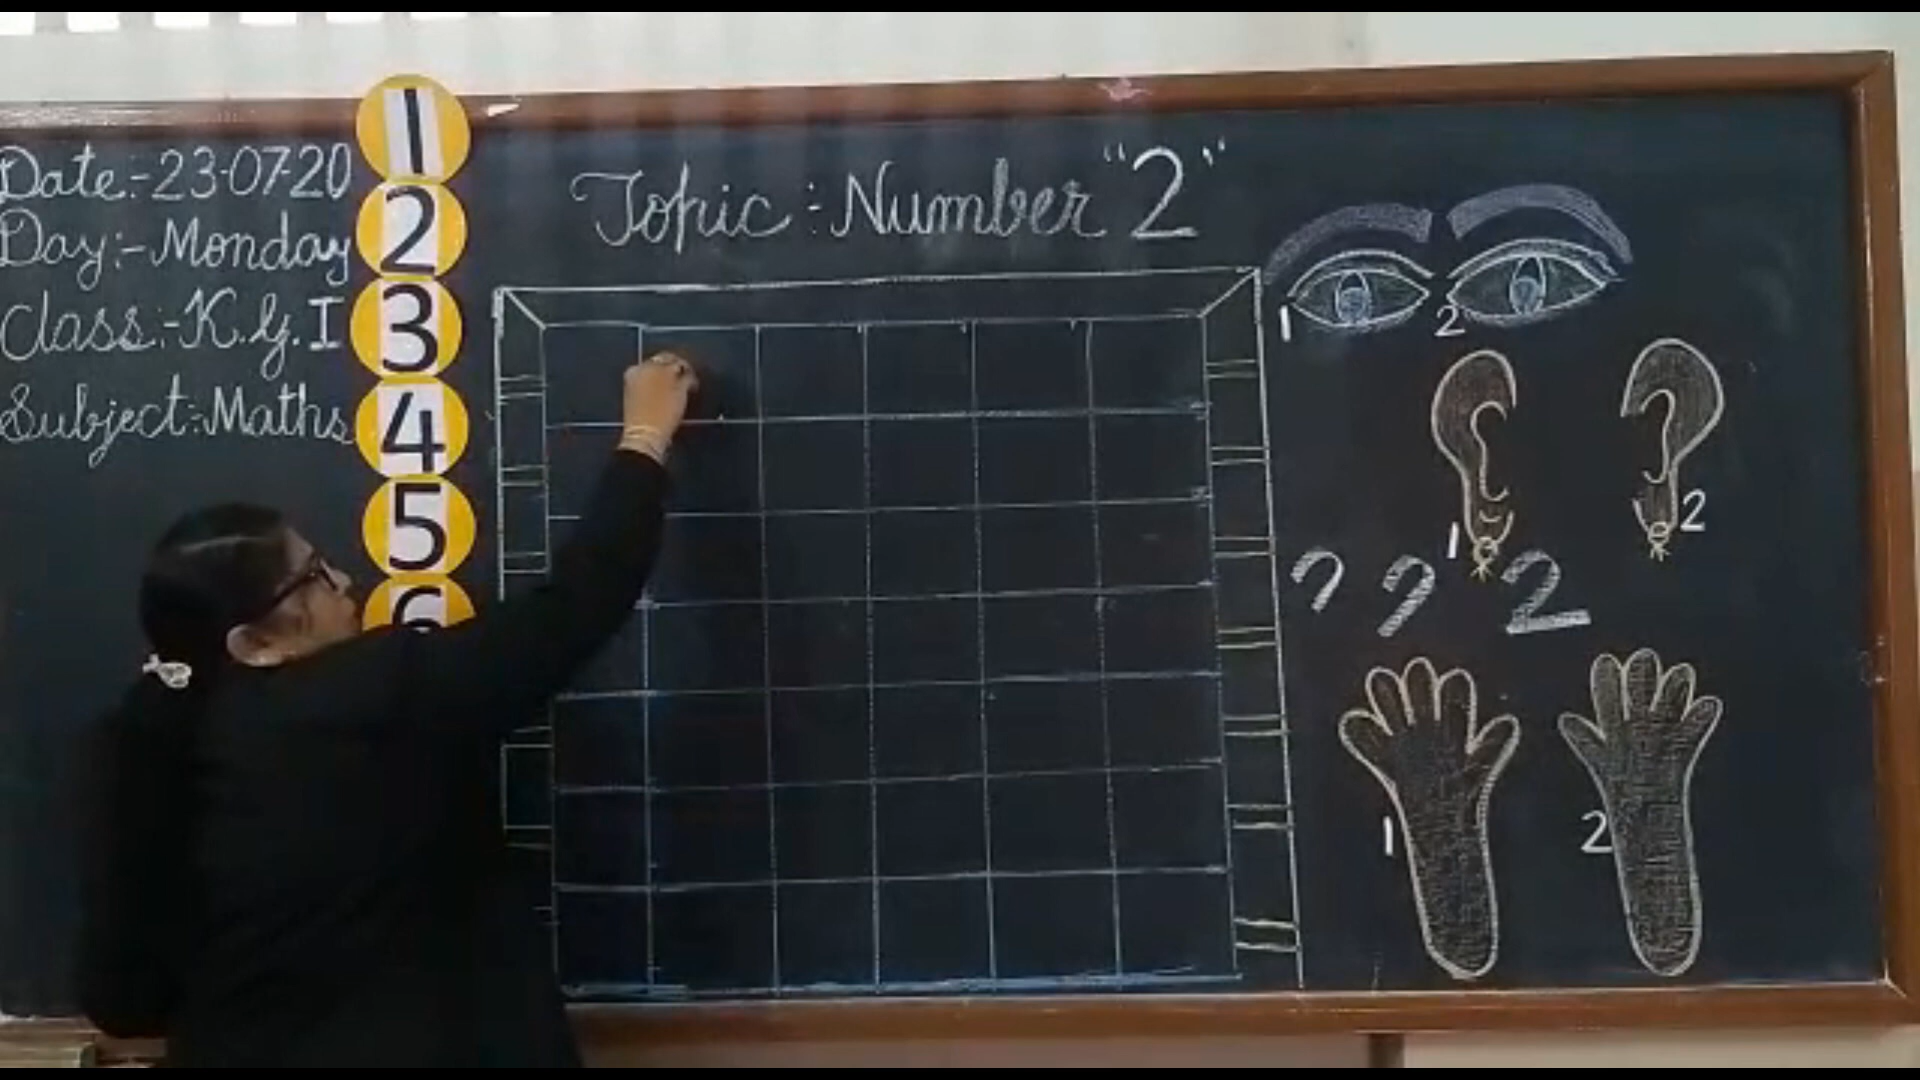 Date:-23-07-20
Day:-Monday
Class:-K.G.I
Subject:-Maths
1
2
3
4
5
6
Topic:-Number "2"
1 2
1 2
2
1 2